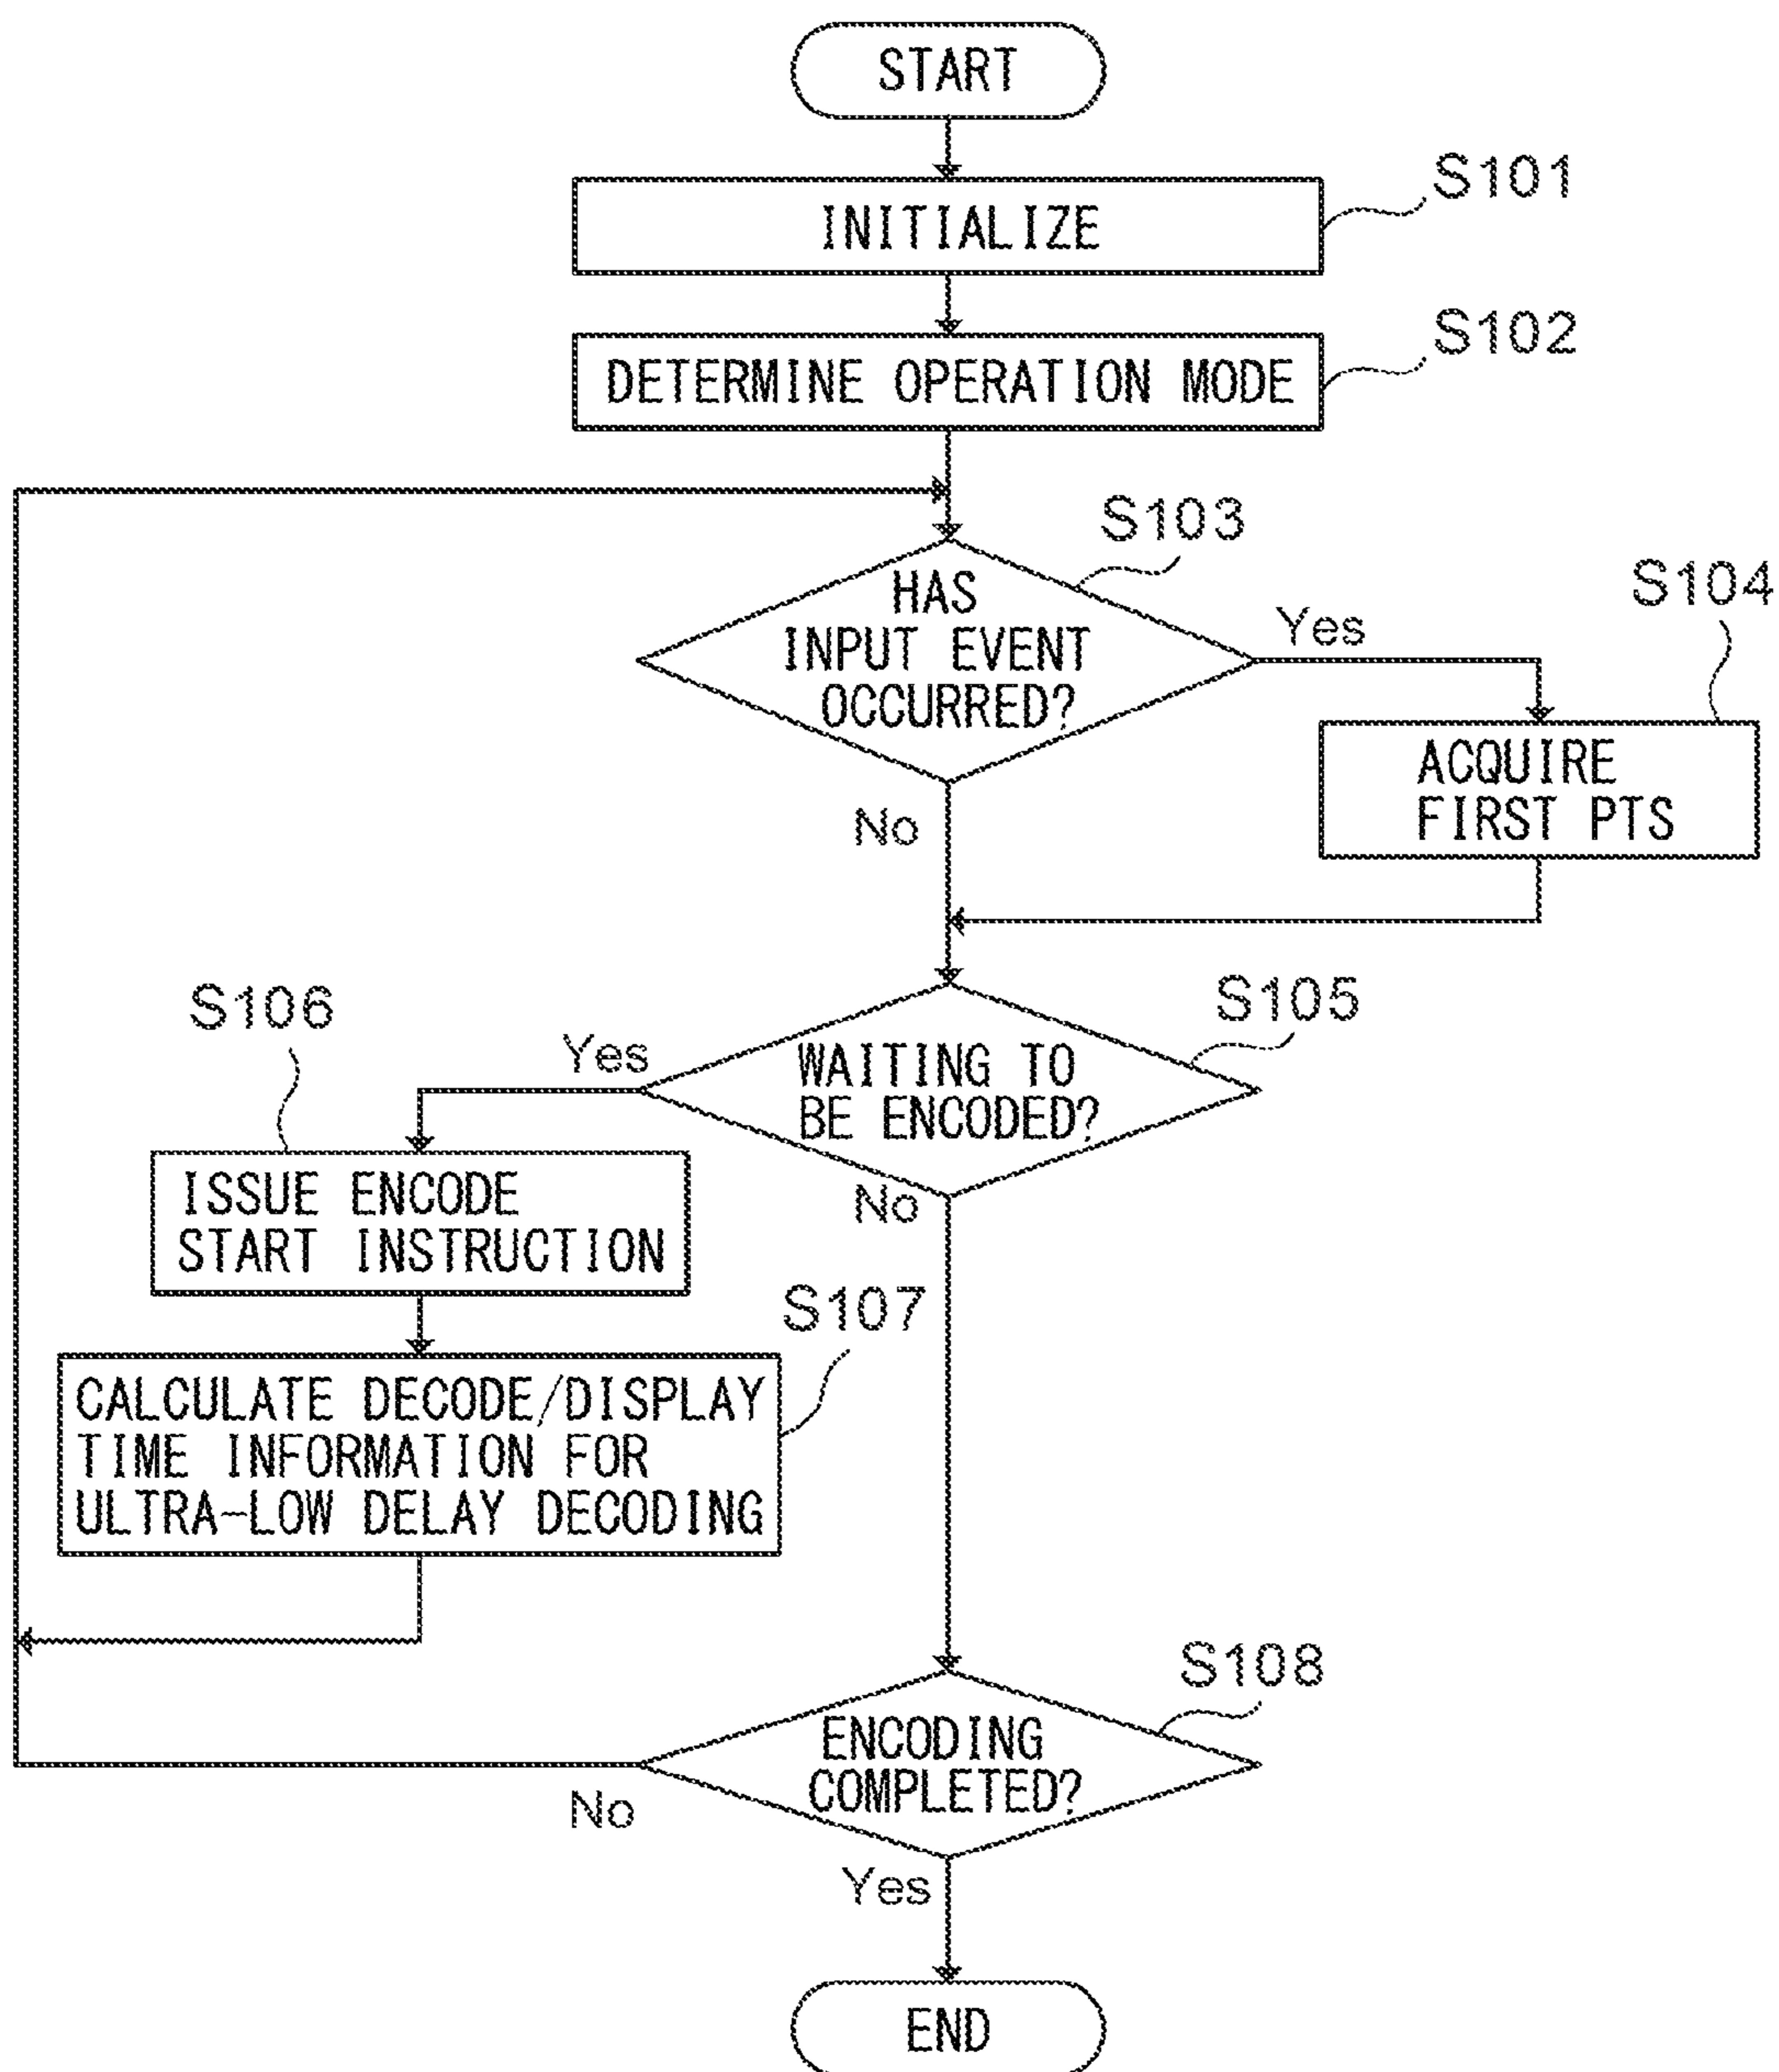 START
S101
INITIALIZE
S102
DETERMINE OPERATION MODE
S103
HAS
INPUT EVENT
OCCURRED?
Yes
S104
ACQUIRE
FIRST PTS
No
S105
WAITING TO
BE ENCODED?
Yes
S106
ISSUE ENCODE
START INSTRUCTION
No
S107
CALCULATE DECODE/DISPLAY
TIME INFORMATION FOR
ULTRA-LOW DELAY DECODING
S108
ENCODING
COMPLETED?
No
Yes
END